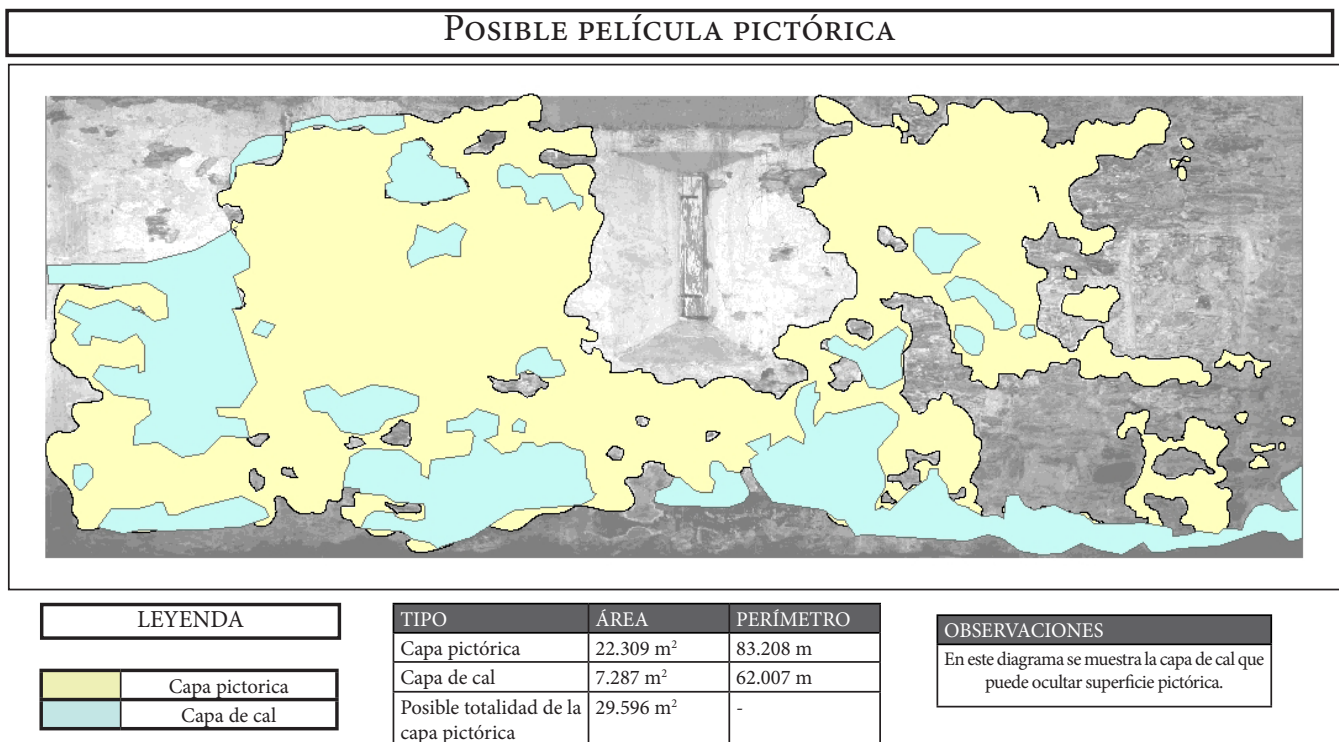 POSIBLE PELÍCULA PICTÓRICA
LEYENDA
Capa pictorica
Capa de cal
TIPO ÁREA PERÍMETRO
Capa pictórica 22.309 m² 83.208 m
Capa de cal 7.287 m² 62.007 m
Posible totalidad de la 29.596 m² -
capa pictórica
OBSERVACIONES
En este diagrama se muestra la capa de cal que
puede ocultar superficie pictórica.